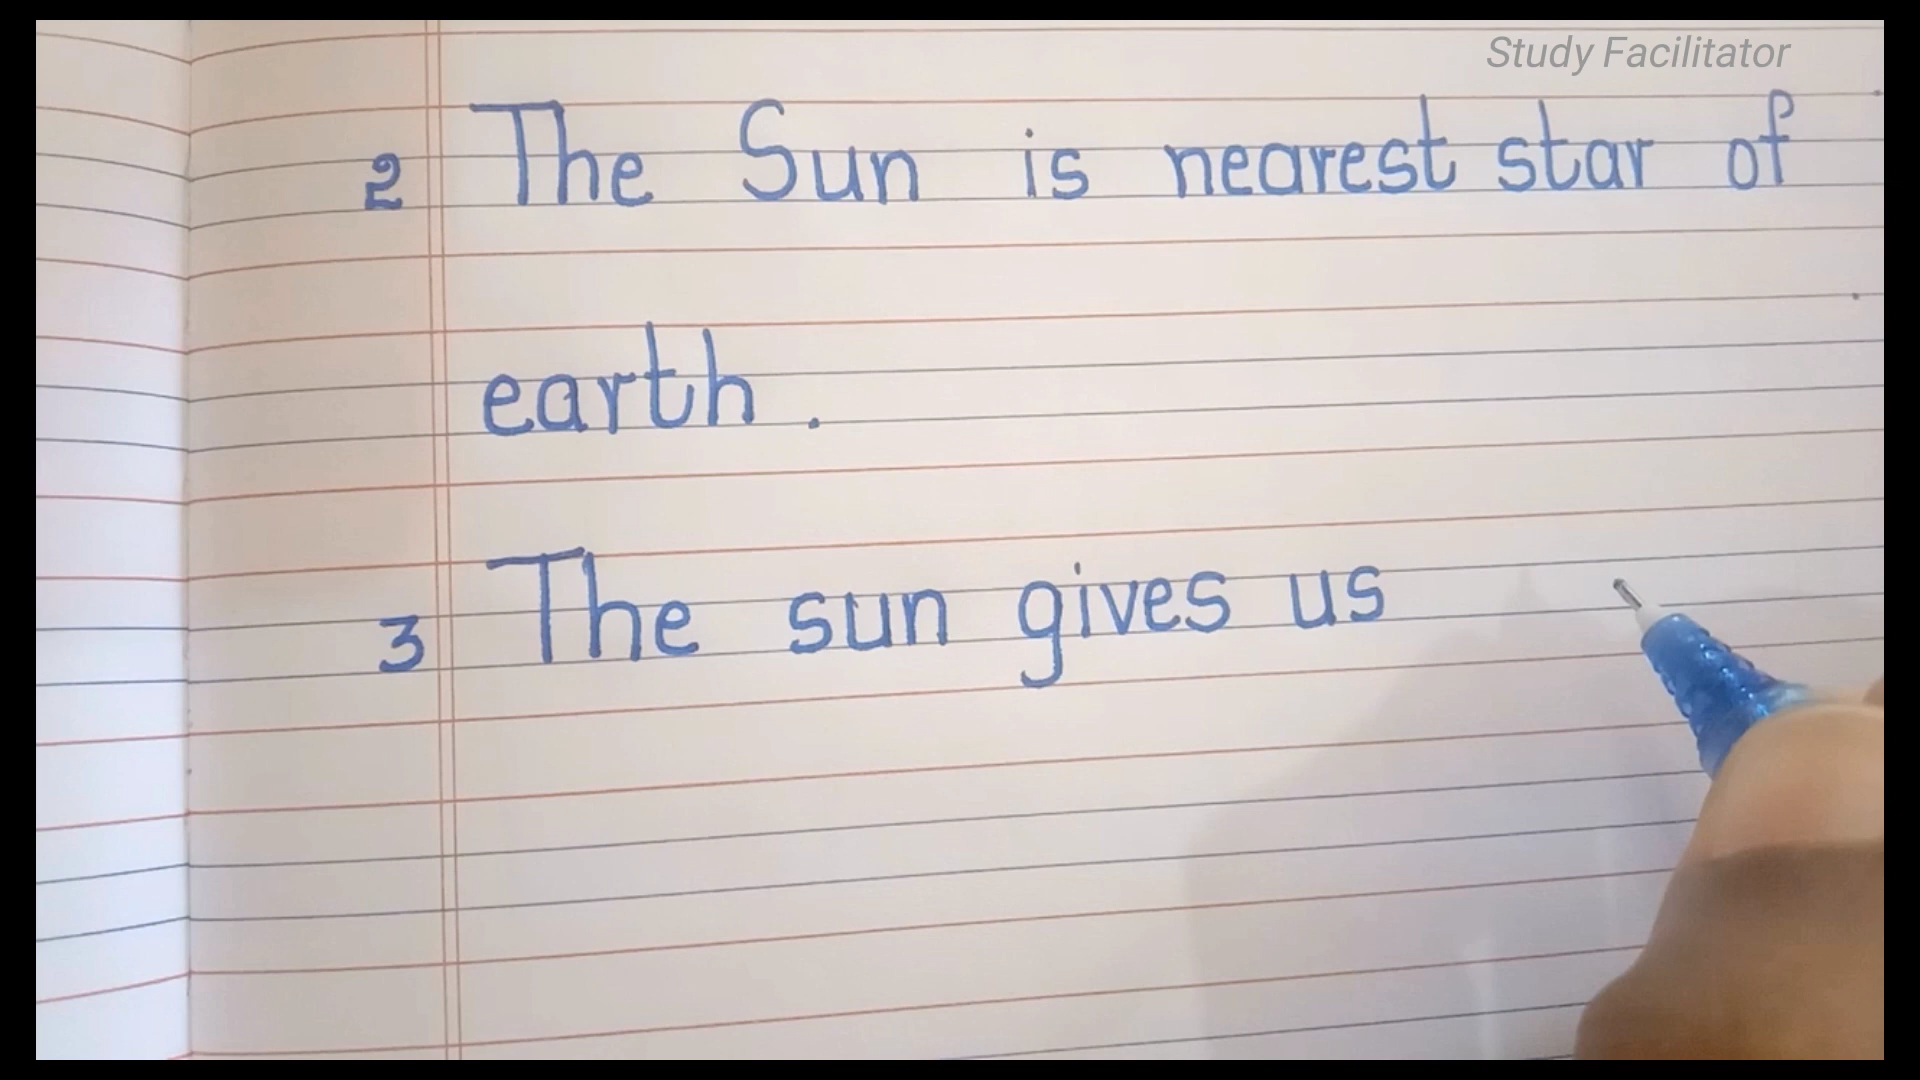 Study Facilitator
2 The Sun is nearest star of
earth.
3 The sun gives us